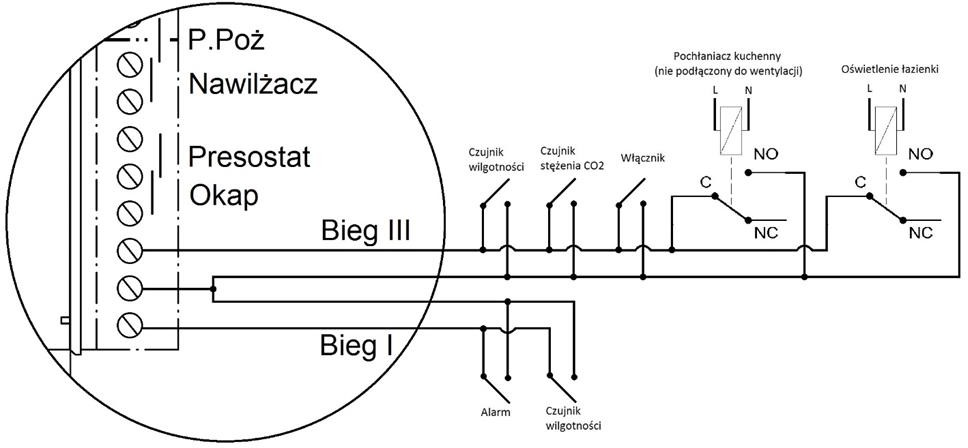 P.Poż
Nawilżacz
Presostat
Okap
Bieg III
Bieg I
Czujnik
wilgotności
Czujnik
stężenia CO2
Włącznik
Pochłaniacz kuchenny
(nie podłączony do wentylacji)
L N
NO
C
NC
Oświetlenie łazienki
L N
NO
C
NC
Alarm
Czujnik
wilgotności